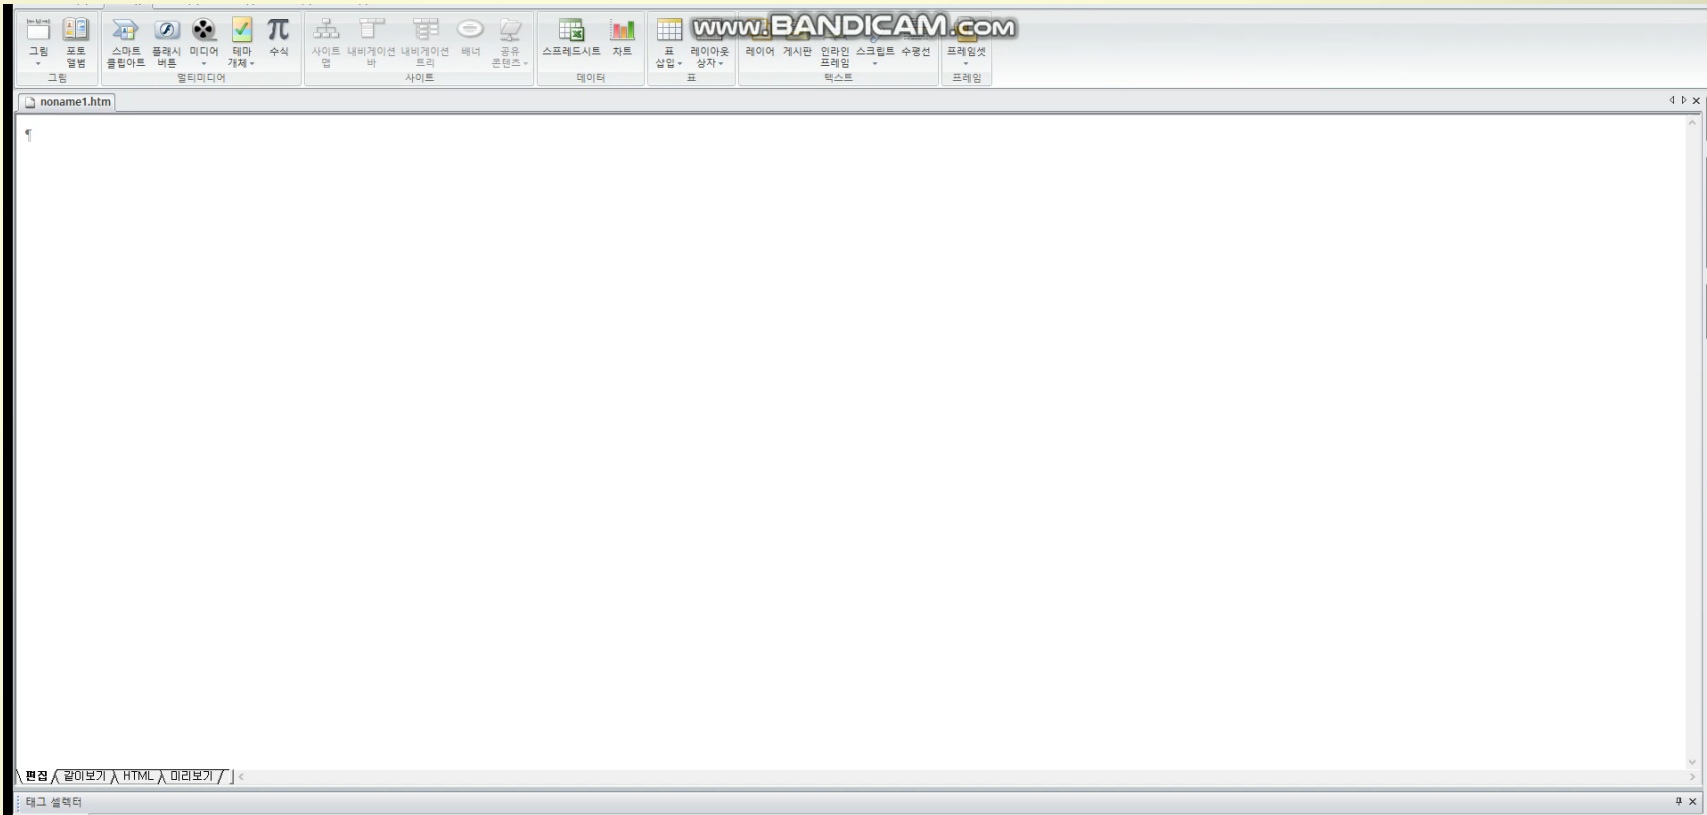 www.BANDICAM.com
그림 포토 앨범 스마트 클립아트 플래시 버튼 미디어 테마 개체 수식 사이트 맵 내비게이션 바 내비게이션 트리 배너 공유 콘텐츠 스프레드시트 차트 표 삽입 레이아웃 상자 레이어 게시판 인라인 프레임 스크립트 수평선 프레임셋
그림 멀티미디어 사이트 데이터 표 텍스트 프레임
noname1.htm
¶
편집 같이보기 HTML 미리보기
태그 셀렉터